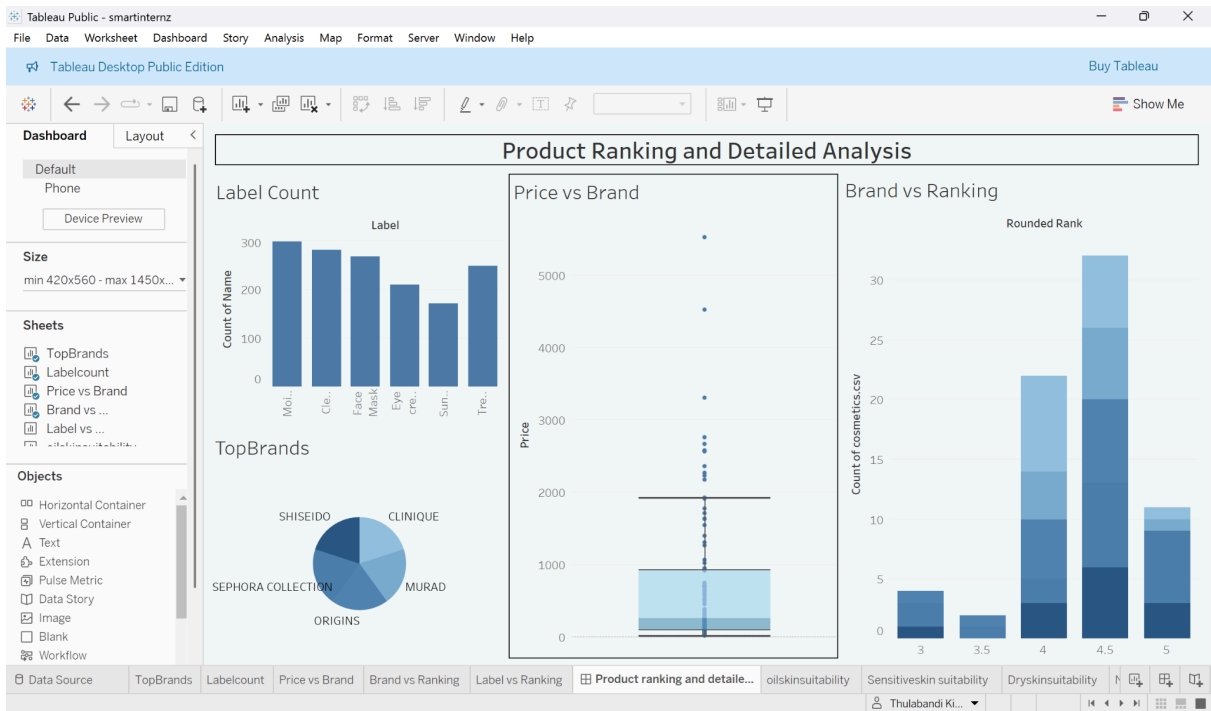 Tableau Public - smartinternz
File Data Worksheet Dashboard Story Analysis Map Format Server Window Help
Tableau Desktop Public Edition
Buy Tableau
Show Me
Dashboard
Layout
Default
Phone
Device Preview
Size
min 420x560 - max 1450x...
Sheets
TopBrands
Labelcount
Price vs Brand
Brand vs ...
Label vs ...
Objects
Horizontal Container
Vertical Container
Text
Extension
Pulse Metric
Data Story
Image
Blank
Workflow
Product Ranking and Detailed Analysis
Label Count
Label
Count of Name
300
200
100
0
Moi..
Cle..
Face Mask
Eye cre..
Sun..
Tre..
TopBrands
SHISEIDO
CLINIQUE
SEPHORA COLLECTION
MURAD
ORIGINS
Price vs Brand
Price
5000
4000
3000
2000
1000
0
Brand vs Ranking
Rounded Rank
Count of cosmetics.csv
30
25
20
15
10
5
0
3 3.5 4 4.5 5
Data Source
TopBrands
Labelcount
Price vs Brand
Brand vs Ranking
Label vs Ranking
Product ranking and detaile...
oilskinsuitability
Sensitiveskin suitability
Dryskinsuitability
Thulabandi Ki...